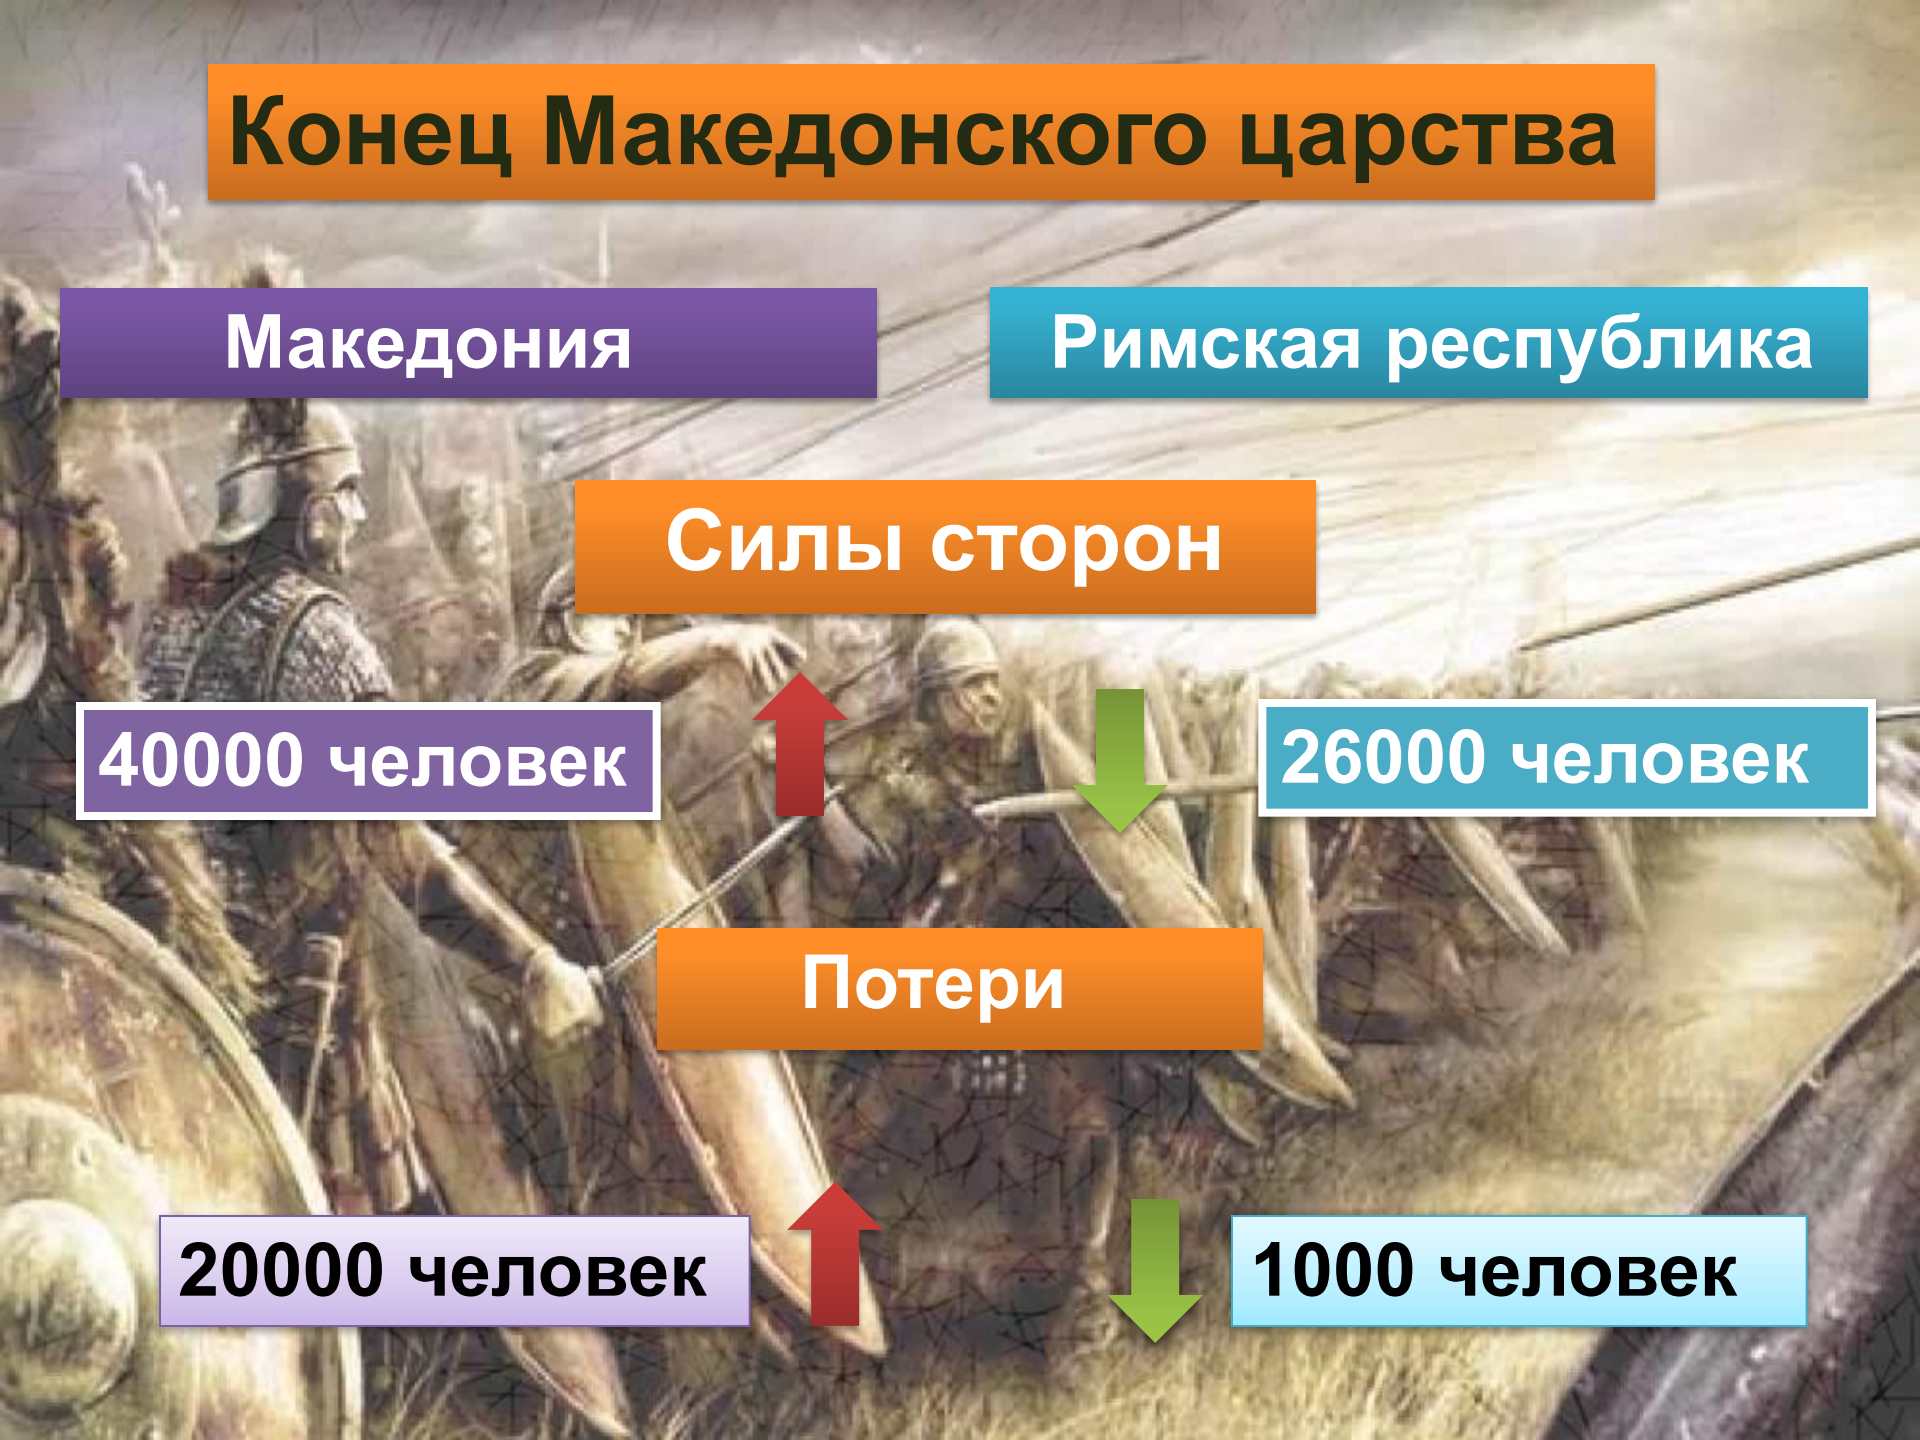 Конец Македонского царства
Македония
Римская республика
Силы сторон
40000 человек
26000 человек
Потери
20000 человек
1000 человек